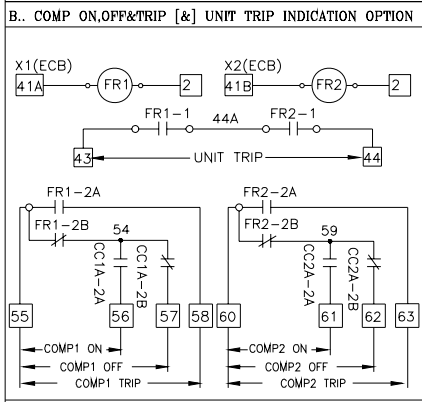 B.. COMP ON,OFF&TRIP [&] UNIT TRIP INDICATION OPTION
X1(ECB) X2(ECB)
41A FR1 2 41B FR2 2
FR1-1 44A FR2-1
43 UNIT TRIP 44
FR1-2A FR2-2A
FR1-2B 54 FR2-2B 59
CC1A-2A CC1A-2B CC2A-2A CC2A-2B
55 56 57 58 60 61 62 63
COMP1 ON COMP2 ON
COMP1 OFF COMP2 OFF
COMP1 TRIP COMP2 TRIP